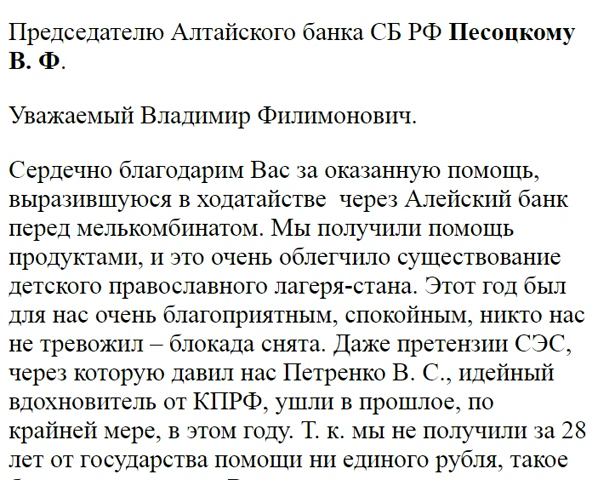 Председателю Алтайского банка СБ РФ Песоцкому
В. Ф.
Уважаемый Владимир Филимонович.
Сердечно благодарим Вас за оказанную помощь,
выразившуюся в ходатайстве  через Алейский банк
перед мелькомбинатом. Мы получили помощь
продуктами, и это очень облегчило существование
детского православного лагеря-стана. Этот год был
для нас очень благоприятным, спокойным, никто нас
не тревожил – блокада снята. Даже претензии СЭС,
через которую давил нас Петренко В. С., идейный
вдохновитель от КПРФ, ушли в прошлое, по
крайней мере, в этом году. Т. к. мы не получили за 28
лет от государства помощи ни единого рубля, такое